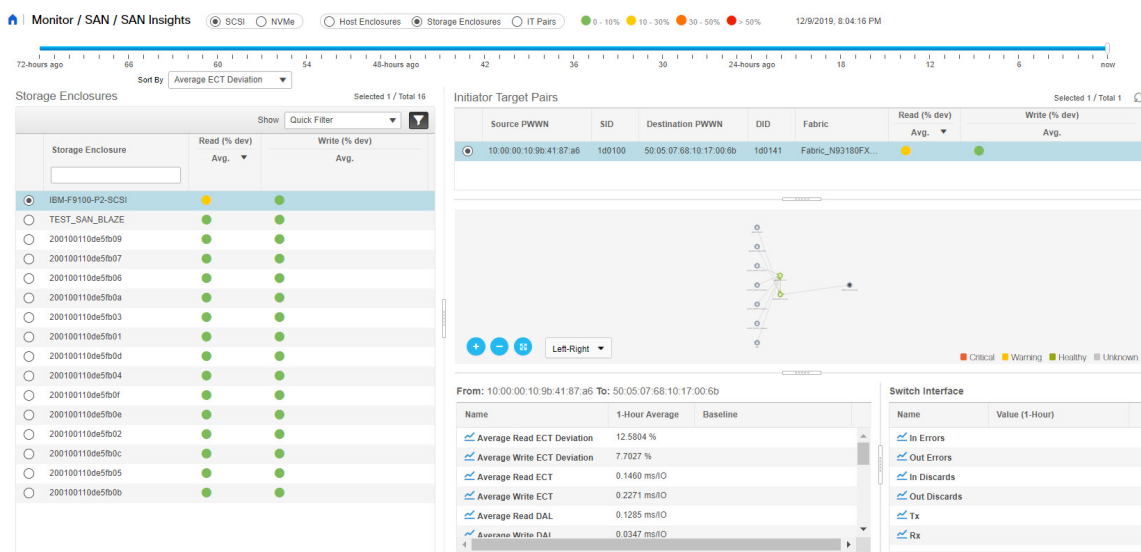 Monitor / SAN / SAN Insights SCSI NVMe Host Enclosures Storage Enclosures IT Pairs 0 - 10% 10 - 30% 30 - 50% > 50% 12/9/2019, 8:04:16 PM
72-hours ago 66 60 54 48-hours ago 42 36 30 24-hours ago 18 12 6 now
Sort By Average ECT Deviation
Storage Enclosures Selected 1 / Total 16
Show Quick Filter
Storage Enclosure Read (% dev) Write (% dev)
Avg. Avg.
IBM-F9100-P2-SCSI
TEST_SAN_BLAZE
200100110de5fb09
200100110de5fb07
200100110de5fb06
200100110de5fb0a
200100110de5fb03
200100110de5fb01
200100110de5fb0d
200100110de5fb04
200100110de5fb0f
200100110de5fb0e
200100110de5fb02
200100110de5fb0c
200100110de5fb05
200100110de5fb0b
Initiator Target Pairs Selected 1 / Total 1
Source PWWN SID Destination PWWN DID Fabric Read (% dev) Write (% dev)
Avg. Avg.
10:00:00:10:9b:41:87:a6 1d0100 50:05:07:68:10:17:00:6b 1d0141 Fabric_N93180FX...
Left-Right
Critical Warning Healthy Unknown
From: 10:00:00:10:9b:41:87:a6 To: 50:05:07:68:10:17:00:6b
Name 1-Hour Average Baseline
Average Read ECT Deviation 12.5804 %
Average Write ECT Deviation 7.7027 %
Average Read ECT 0.1460 ms/IO
Average Write ECT 0.2271 ms/IO
Average Read DAL 0.1285 ms/IO
Average Write DAL 0.0347 ms/IO
Switch Interface
Name Value (1-Hour)
In Errors
Out Errors
In Discards
Out Discards
Tx
Rx